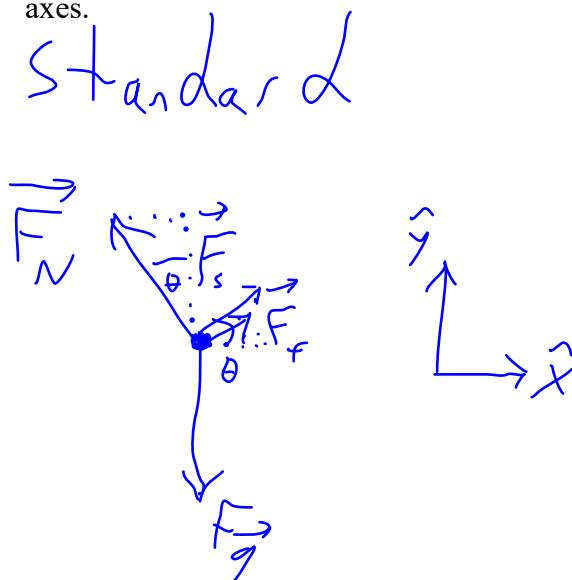 axes.
Standard
F_N
θ
F_s
F_f
θ
F_g
ŷ
x̂